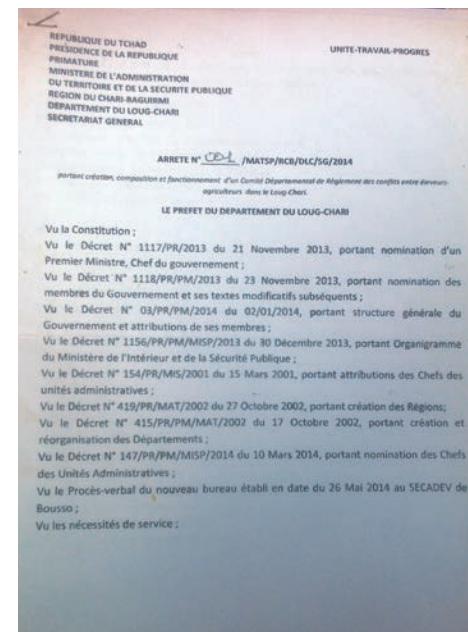 REPUBLIQUE DU TCHAD
UNITE-TRAVAIL-PROGRES
PRESIDENCE DE LA REPUBLIQUE
PRIMATURE
MINISTERE DE L'ADMINISTRATION
DU TERRITOIRE ET DE LA SECURITE PUBLIQUE
REGION DU CHARI-BAGUIRMI
DEPARTEMENT DU LOUG-CHARI
SECRETARIAT GENERAL
ARRETE N° 001 /MATSP/RCB/DLC/SG/2014
portant création, composition et fonctionnement d'un Comité Départemental de Règlement des conflits entre éleveurs-
agriculteurs dans le Loug-Chari.
LE PREFET DU DEPARTEMENT DU LOUG-CHARI
Vu la Constitution ;
Vu le Décret N° 1117/PR/2013 du 21 Novembre 2013, portant nomination d'un
Premier Ministre, Chef du gouvernement ;
Vu le Décret N° 1118/PR/PM/2013 du 23 Novembre 2013, portant nomination des
membres du Gouvernement et ses textes modificatifs subséquents ;
Vu le Décret N° 03/PR/PM/2014 du 02/01/2014, portant structure générale du
Gouvernement et attributions de ses membres ;
Vu le Décret N° 1156/PR/PM/MISP/2013 du 30 Décembre 2013, portant Organigramme
du Ministère de l'Intérieur et de la Sécurité Publique ;
Vu le Décret N° 154/PR/MIS/2001 du 15 Mars 2001, portant attributions des Chefs des
unités administratives ;
Vu le Décret N° 419/PR/MAT/2002 du 27 Octobre 2002, portant création des Régions;
Vu le Décret N° 415/PR/PM/MAT/2002 du 17 Octobre 2002, portant création et
réorganisation des Départements ;
Vu le Décret N° 147/PR/PM/MISP/2014 du 10 Mars 2014, portant nomination des Chefs
des Unités Administratives ;
Vu le Procès-verbal du nouveau bureau établi en date du 26 Mai 2014 au SECADEV de
Bousso ;
Vu les nécessités de service ;